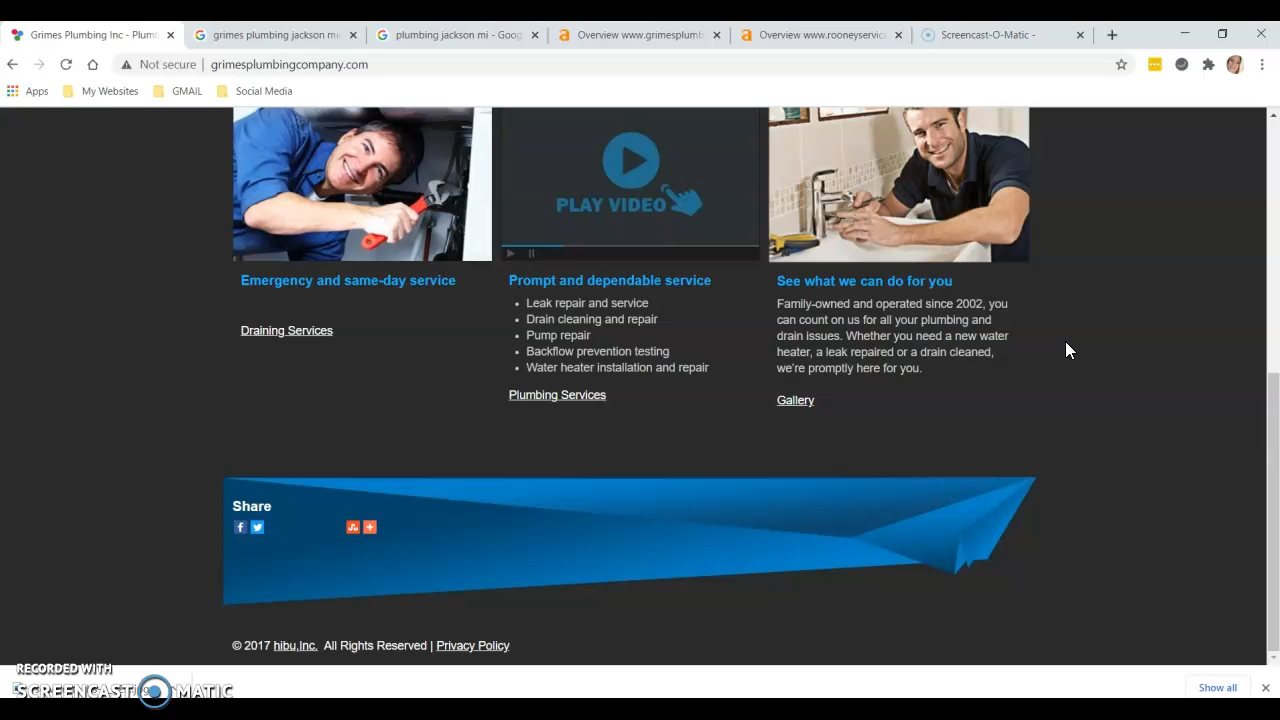 Grimes Plumbing Inc - Plumb
grimes plumbing jackson mi
plumbing jackson mi - Goog
Overview www.grimesplumb
Overview www.rooneyservice
Screencast-O-Matic -
Not secure | grimesplumbingcompany.com
Apps
My Websites
GMAIL
Social Media
PLAY VIDEO
Emergency and same-day service
Draining Services
Prompt and dependable service
• Leak repair and service
• Drain cleaning and repair
• Pump repair
• Backflow prevention testing
• Water heater installation and repair
Plumbing Services
See what we can do for you
Family-owned and operated since 2002, you
can count on us for all your plumbing and
drain issues. Whether you need a new water
heater, a leak repaired or a drain cleaned,
we're promptly here for you.
Gallery
Share
© 2017 hibu,Inc. All Rights Reserved | Privacy Policy
RECORDED WITH
SCREENCAST-O-MATIC
Show all